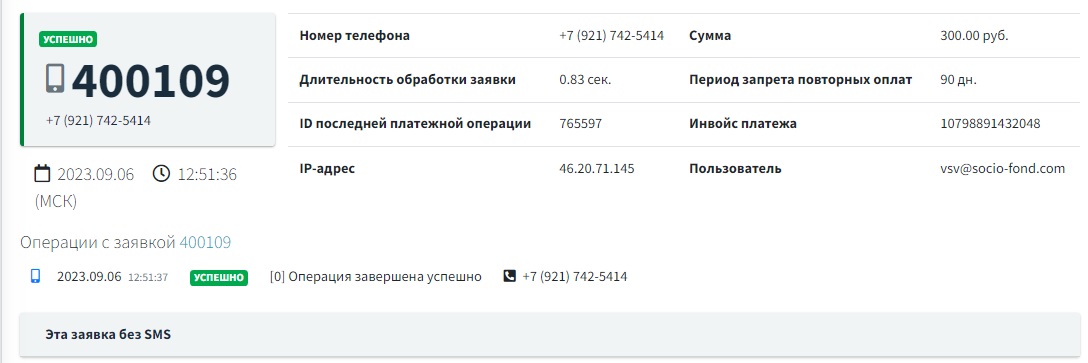 УСПЕШНО
400109
+7 (921) 742-5414
2023.09.06 12:51:36
(МСК)
Номер телефона +7 (921) 742-5414 Сумма 300.00 руб.
Длительность обработки заявки 0.83 сек. Период запрета повторных оплат 90 дн.
ID последней платежной операции 765597 Инвойс платежа 10798891432048
IP-адрес 46.20.71.145 Пользователь vsv@socio-fond.com
Операции с заявкой 400109
2023.09.06 12:51:37 УСПЕШНО [0] Операция завершена успешно +7 (921) 742-5414
Эта заявка без SMS